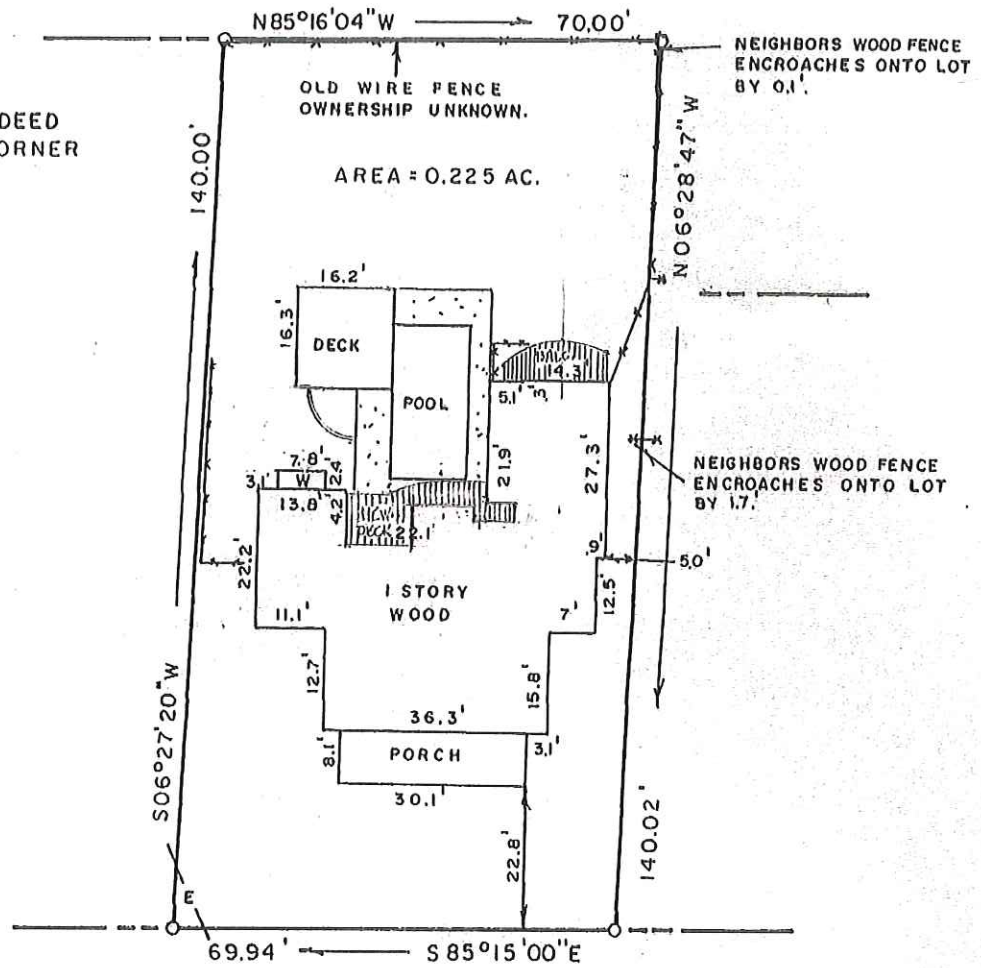 N85°16'04"W 70.00'
NEIGHBORS WOOD FENCE
ENCROACHES ONTO LOT
BY 0.1'.
OLD WIRE FENCE
OWNERSHIP UNKNOWN.
DEED
ORNER
140.00'
N06°28'47"W
AREA = 0.225 AC.
16.2'
16.3'
DECK
14.3'
5.1'
.3'
POOL
21.9'
27.3'
NEIGHBORS WOOD FENCE
ENCROACHES ONTO LOT
BY 1.7'.
7.8'
2.4'
3.1'
W
13.8'
4.2'
NEW
DECK
22.1'
.9'
5.0'
22.2'
1 STORY
WOOD
12.5'
11.1'
7'
12.7'
15.8'
36.3'
8.1'
PORCH
3.1'
30.1'
S06°27'20"W
22.8'
140.02'
E
69.94' S85°15'00"E